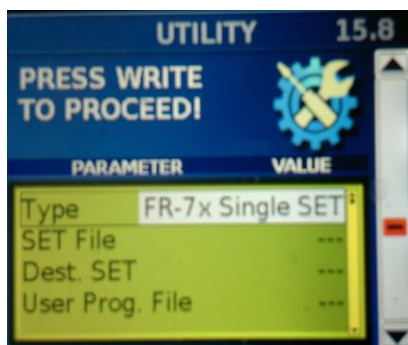 UTILITY 15.8
PRESS WRITE
TO PROCEED!
PARAMETER VALUE
Type FR-7x Single SET
SET File ---
Dest. SET ---
User Prog. File ---